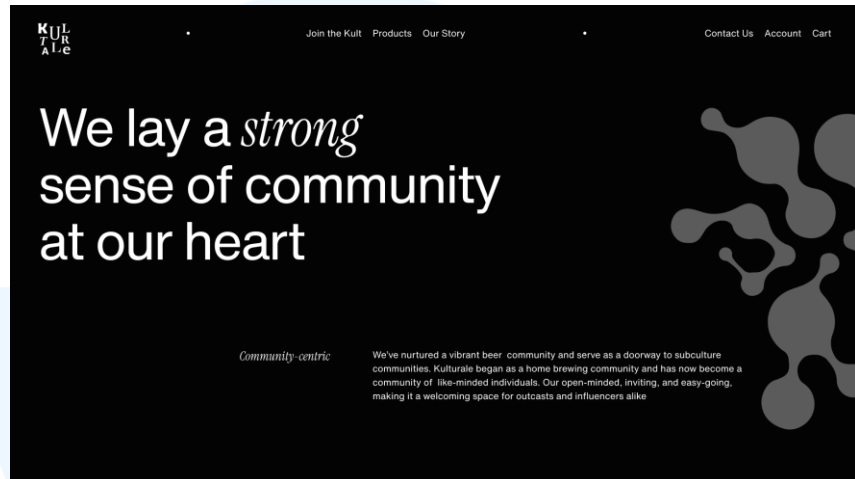 KUL
TR
ALe
Join the Kult Products Our Story
Contact Us Account Cart
We lay a strong
sense of community
at our heart
Community-centric
We've nurtured a vibrant beer community and serve as a doorway to subculture
communities. Kulturale began as a home brewing community and has now become a
community of like-minded individuals. Our open-minded, inviting, and easy-going,
making it a welcoming space for outcasts and influencers alike